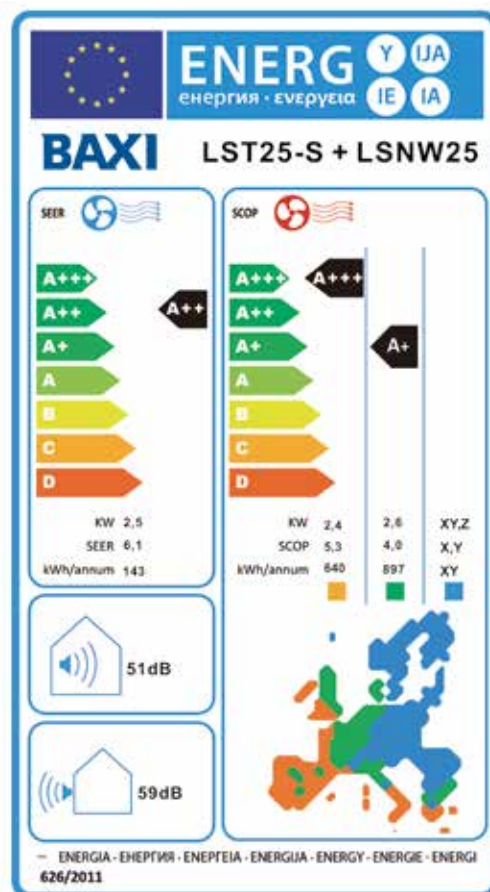 ENERG
енергия · ενεργεια
Y IJA
IE IA
BAXI LST25-S + LSNW25
SEER
A+++
A++
A+
A
B
C
D
A++
KW 2,5
SEER 6,1
kWh/annum 143
SCOP
A+++
A++
A+
A
B
C
D
A+++
A+
KW 2,4 2,6 XY,Z
SCOP 5,3 4,0 X,Y
kWh/annum 640 897 XY
51dB
59dB
– ENERGIA - ЕНЕРГИЯ - ΕΝΕΡΓΕΙΑ - ENERGIJA - ENERGY - ENERGIE - ENERGI
626/2011